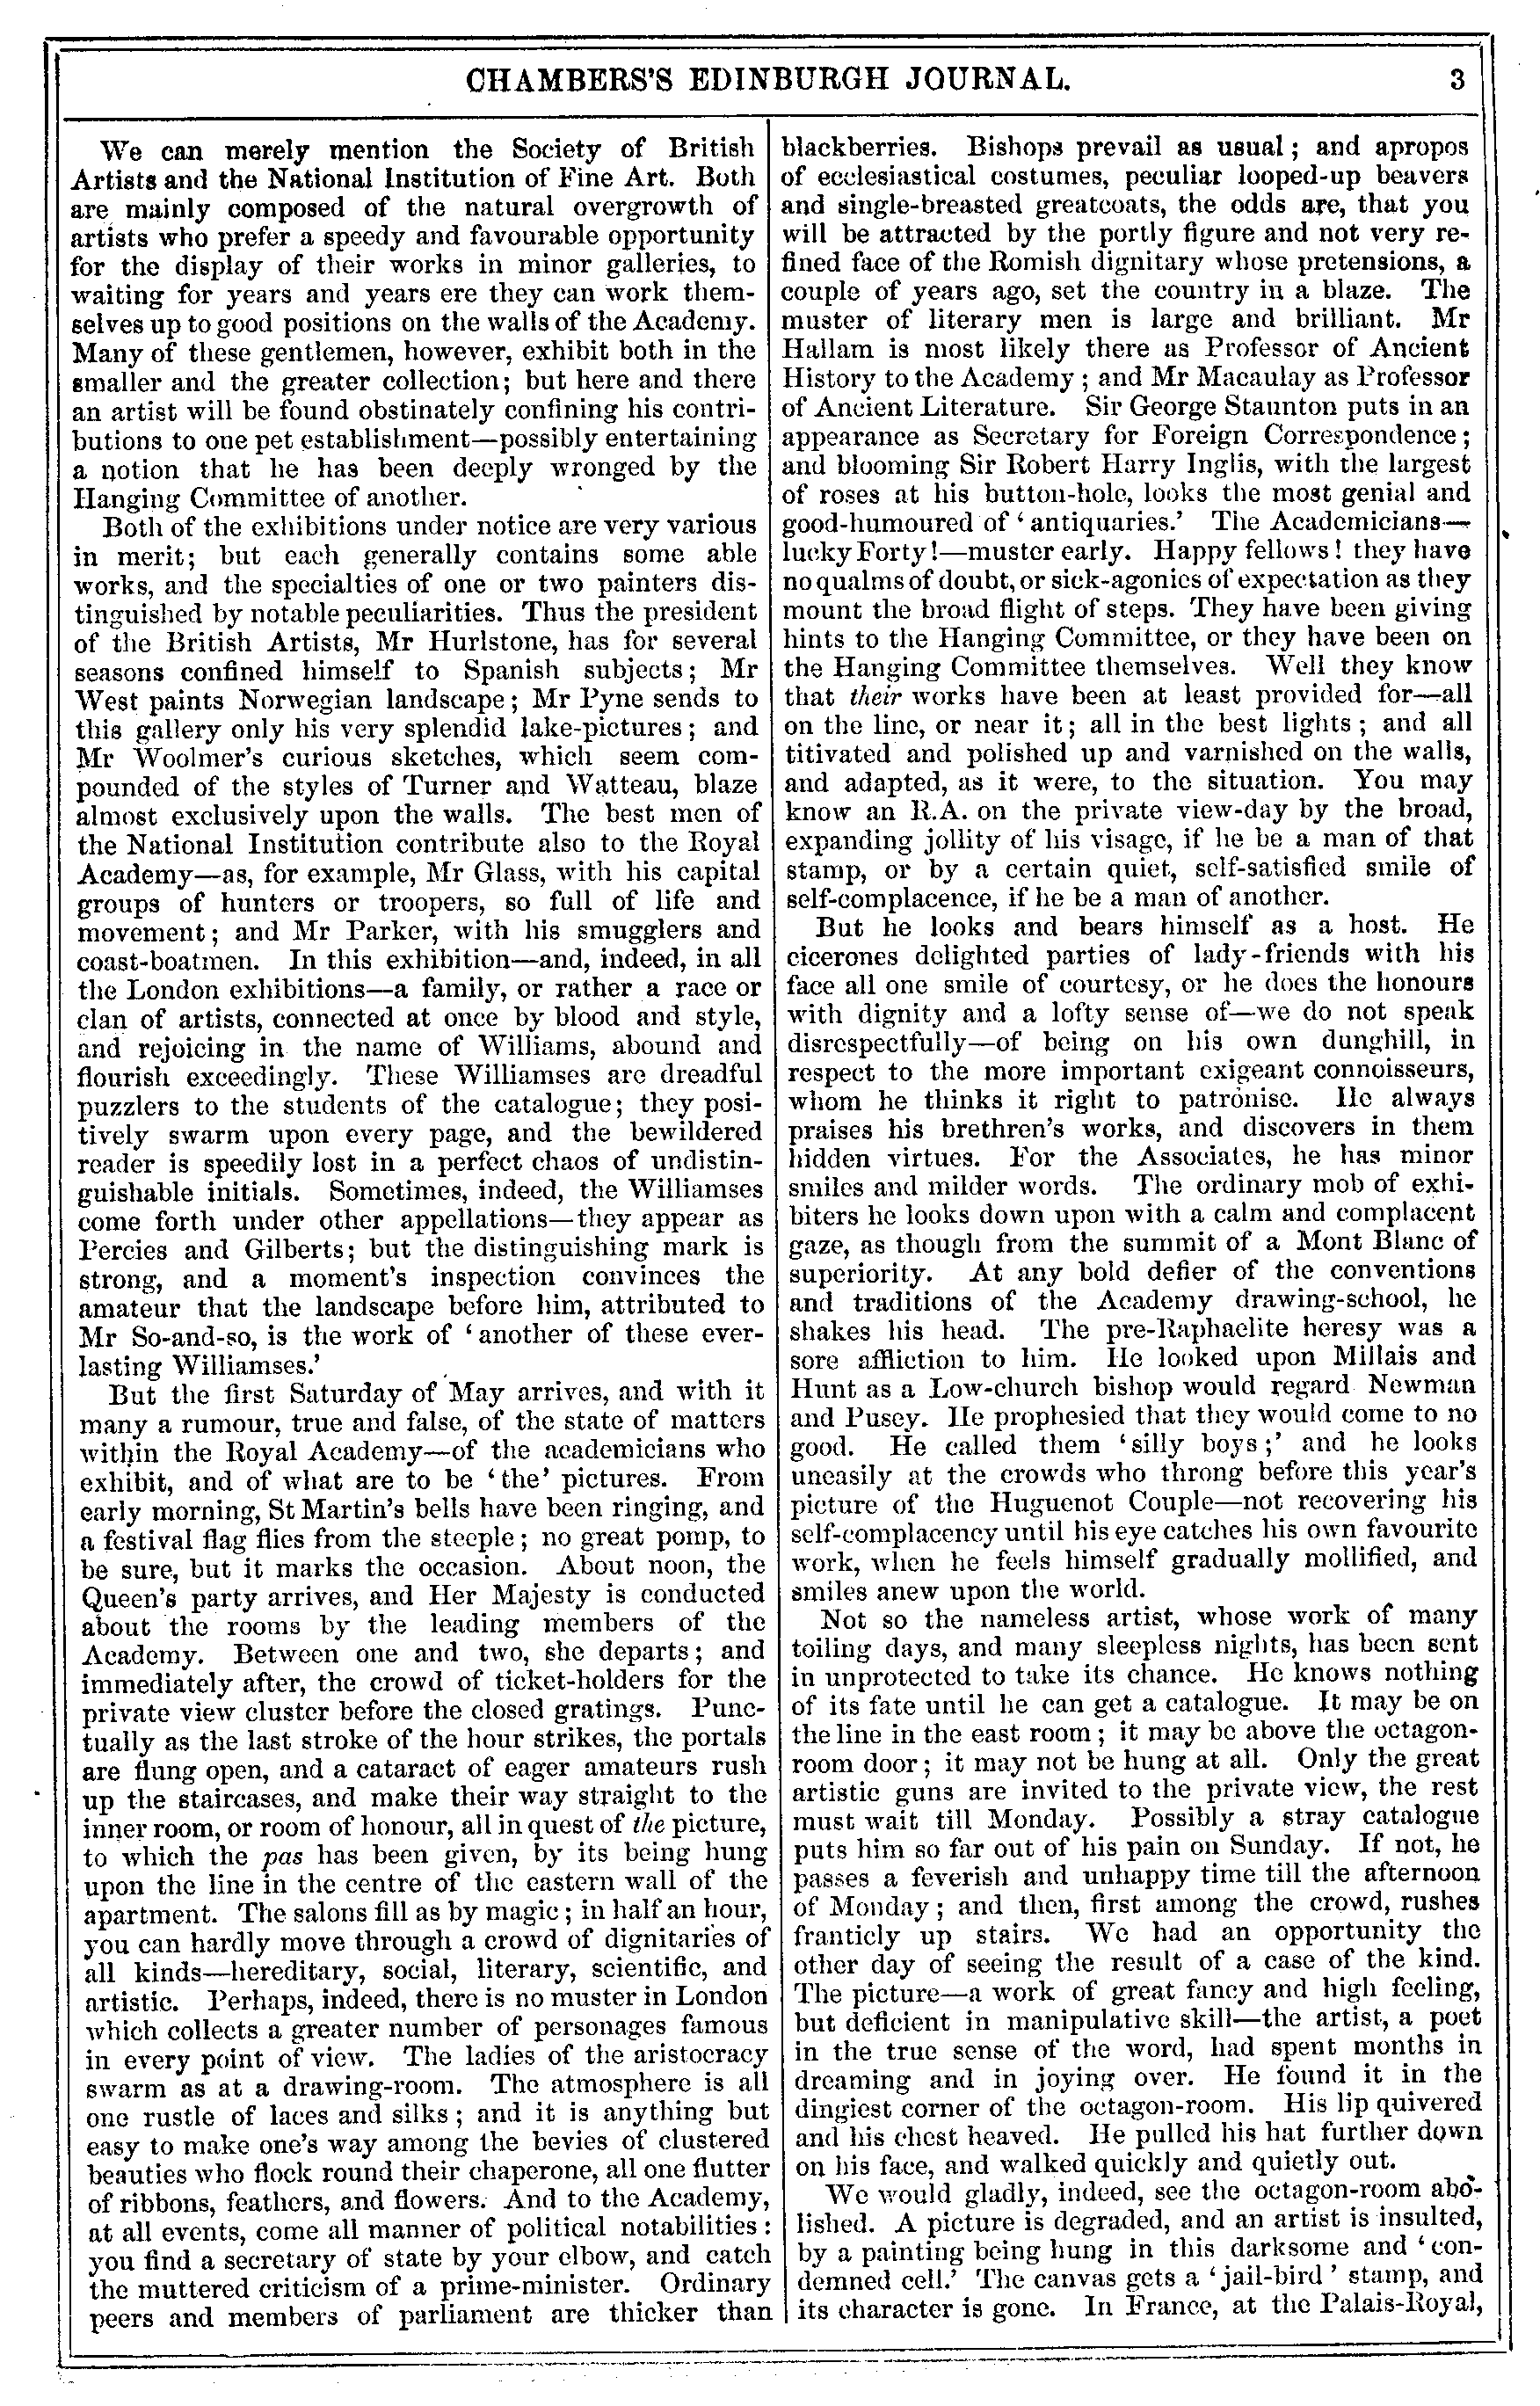 CHAMBERS'S EDINBURGH JOURNAL. 3
We can merely mention the Society of British
Artists and the National Institution of Fine Art. Both
are mainly composed of the natural overgrowth of
artists who prefer a speedy and favourable opportunity
for the display of their works in minor galleries, to
waiting for years and years ere they can work them-
selves up to good positions on the walls of the Academy.
Many of these gentlemen, however, exhibit both in the
smaller and the greater collection; but here and there
an artist will be found obstinately confining his contri-
butions to one pet establishment—possibly entertaining
a notion that he has been deeply wronged by the
Hanging Committee of another.
Both of the exhibitions under notice are very various
in merit; but each generally contains some able
works, and the specialties of one or two painters dis-
tinguished by notable peculiarities. Thus the president
of the British Artists, Mr Hurlstone, has for several
seasons confined himself to Spanish subjects; Mr
West paints Norwegian landscape; Mr Pyne sends to
this gallery only his very splendid lake-pictures; and
Mr Woolmer's curious sketches, which seem com-
pounded of the styles of Turner and Watteau, blaze
almost exclusively upon the walls. The best men of
the National Institution contribute also to the Royal
Academy—as, for example, Mr Glass, with his capital
groups of hunters or troopers, so full of life and
movement; and Mr Parker, with his smugglers and
coast-boatmen. In this exhibition—and, indeed, in all
the London exhibitions—a family, or rather a race or
clan of artists, connected at once by blood and style,
and rejoicing in the name of Williams, abound and
flourish exceedingly. These Williamses are dreadful
puzzlers to the students of the catalogue; they posi-
tively swarm upon every page, and the bewildered
reader is speedily lost in a perfect chaos of undistin-
guishable initials. Sometimes, indeed, the Williamses
come forth under other appellations—they appear as
Percies and Gilberts; but the distinguishing mark is
strong, and a moment's inspection convinces the
amateur that the landscape before him, attributed to
Mr So-and-so, is the work of 'another of these ever-
lasting Williamses.'
But the first Saturday of May arrives, and with it
many a rumour, true and false, of the state of matters
within the Royal Academy—of the academicians who
exhibit, and of what are to be 'the' pictures. From
early morning, St Martin's bells have been ringing, and
a festival flag flies from the steeple; no great pomp, to
be sure, but it marks the occasion. About noon, the
Queen's party arrives, and Her Majesty is conducted
about the rooms by the leading members of the
Academy. Between one and two, she departs; and
immediately after, the crowd of ticket-holders for the
private view cluster before the closed gratings. Punc-
tually as the last stroke of the hour strikes, the portals
are flung open, and a cataract of eager amateurs rush
up the staircases, and make their way straight to the
inner room, or room of honour, all in quest of the picture,
to which the pas has been given, by its being hung
upon the line in the centre of the eastern wall of the
apartment. The salons fill as by magic; in half an hour,
you can hardly move through a crowd of dignitaries of
all kinds—hereditary, social, literary, scientific, and
artistic. Perhaps, indeed, there is no muster in London
which collects a greater number of personages famous
in every point of view. The ladies of the aristocracy
swarm as at a drawing-room. The atmosphere is all
one rustle of laces and silks; and it is anything but
easy to make one's way among the bevies of clustered
beauties who flock round their chaperone, all one flutter
of ribbons, feathers, and flowers. And to the Academy,
at all events, come all manner of political notabilities:
you find a secretary of state by your elbow, and catch
the muttered criticism of a prime-minister. Ordinary
peers and members of parliament are thicker than
blackberries. Bishops prevail as usual; and apropos
of ecclesiastical costumes, peculiar looped-up beavers
and single-breasted greatcoats, the odds are, that you
will be attracted by the portly figure and not very re-
fined face of the Romish dignitary whose pretensions, a
couple of years ago, set the country in a blaze. The
muster of literary men is large and brilliant. Mr
Hallam is most likely there as Professor of Ancient
History to the Academy; and Mr Macaulay as Professor
of Ancient Literature. Sir George Staunton puts in an
appearance as Secretary for Foreign Correspondence;
and blooming Sir Robert Harry Inglis, with the largest
of roses at his button-hole, looks the most genial and
good-humoured of 'antiquaries.' The Academicians—
lucky Forty!—muster early. Happy fellows! they have
no qualms of doubt, or sick-agonies of expectation as they
mount the broad flight of steps. They have been giving
hints to the Hanging Committee, or they have been on
the Hanging Committee themselves. Well they know
that their works have been at least provided for—all
on the line, or near it; all in the best lights; and all
titivated and polished up and varnished on the walls,
and adapted, as it were, to the situation. You may
know an R.A. on the private view-day by the broad,
expanding jollity of his visage, if he be a man of that
stamp, or by a certain quiet, self-satisfied smile of
self-complacence, if he be a man of another.
But he looks and bears himself as a host. He
cicerones delighted parties of lady-friends with his
face all one smile of courtesy, or he does the honours
with dignity and a lofty sense of—we do not speak
disrespectfully—of being on his own dunghill, in
respect to the more important exigeant connoisseurs,
whom he thinks it right to patronise. He always
praises his brethren's works, and discovers in them
hidden virtues. For the Associates, he has minor
smiles and milder words. The ordinary mob of exhi-
biters he looks down upon with a calm and complacent
gaze, as though from the summit of a Mont Blanc of
superiority. At any bold defier of the conventions
and traditions of the Academy drawing-school, he
shakes his head. The pre-Raphaelite heresy was a
sore affliction to him. He looked upon Millais and
Hunt as a Low-church bishop would regard Newman
and Pusey. He prophesied that they would come to no
good. He called them 'silly boys;' and he looks
uneasily at the crowds who throng before this year's
picture of the Huguenot Couple—not recovering his
self-complacency until his eye catches his own favourite
work, when he feels himself gradually mollified, and
smiles anew upon the world.
Not so the nameless artist, whose work of many
toiling days, and many sleepless nights, has been sent
in unprotected to take its chance. He knows nothing
of its fate until he can get a catalogue. It may be on
the line in the east room; it may be above the octagon-
room door; it may not be hung at all. Only the great
artistic guns are invited to the private view, the rest
must wait till Monday. Possibly a stray catalogue
puts him so far out of his pain on Sunday. If not, he
passes a feverish and unhappy time till the afternoon
of Monday; and then, first among the crowd, rushes
franticly up stairs. We had an opportunity the
other day of seeing the result of a case of the kind.
The picture—a work of great fancy and high feeling,
but deficient in manipulative skill—the artist, a poet
in the true sense of the word, had spent months in
dreaming and in joying over. He found it in the
dingiest corner of the octagon-room. His lip quivered
and his chest heaved. He pulled his hat further down
on his face, and walked quickly and quietly out.
We would gladly, indeed, see the octagon-room abo-
lished. A picture is degraded, and an artist is insulted,
by a painting being hung in this darksome and 'con-
demned cell.' The canvas gets a 'jail-bird' stamp, and
its character is gone. In France, at the Palais-Royal,